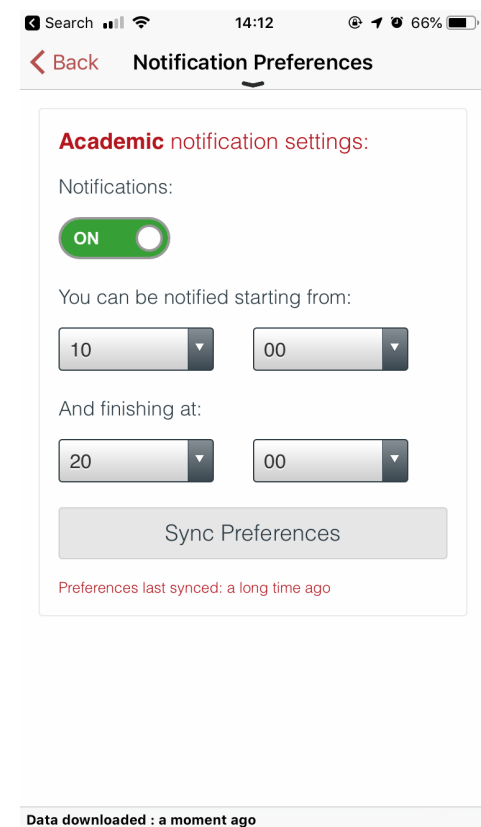 Search 14:12 66%
Back Notification Preferences
Academic notification settings:
Notifications:
ON
You can be notified starting from:
10 00
And finishing at:
20 00
Sync Preferences
Preferences last synced: a long time ago
Data downloaded : a moment ago